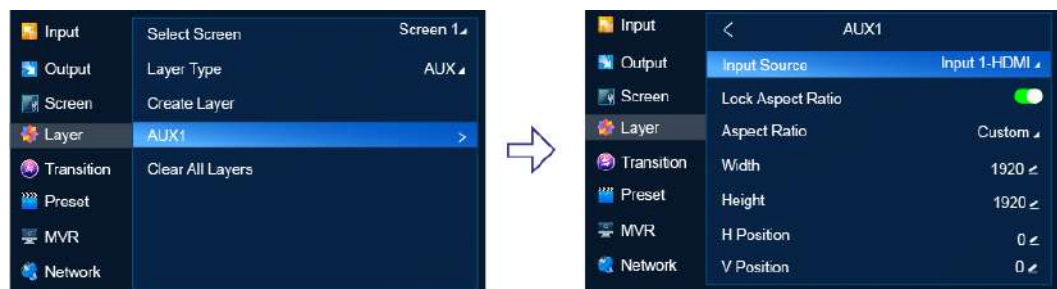 Input
Select Screen Screen 1
Output
Layer Type AUX
Screen
Create Layer
Layer
AUX1 >
Transition
Clear All Layers
Preset
MVR
Network
Input
< AUX1
Output
Input Source Input 1-HDMI
Screen
Lock Aspect Ratio
Layer
Aspect Ratio Custom
Transition
Width 1920
Preset
Height 1920
MVR
H Position 0
Network
V Position 0